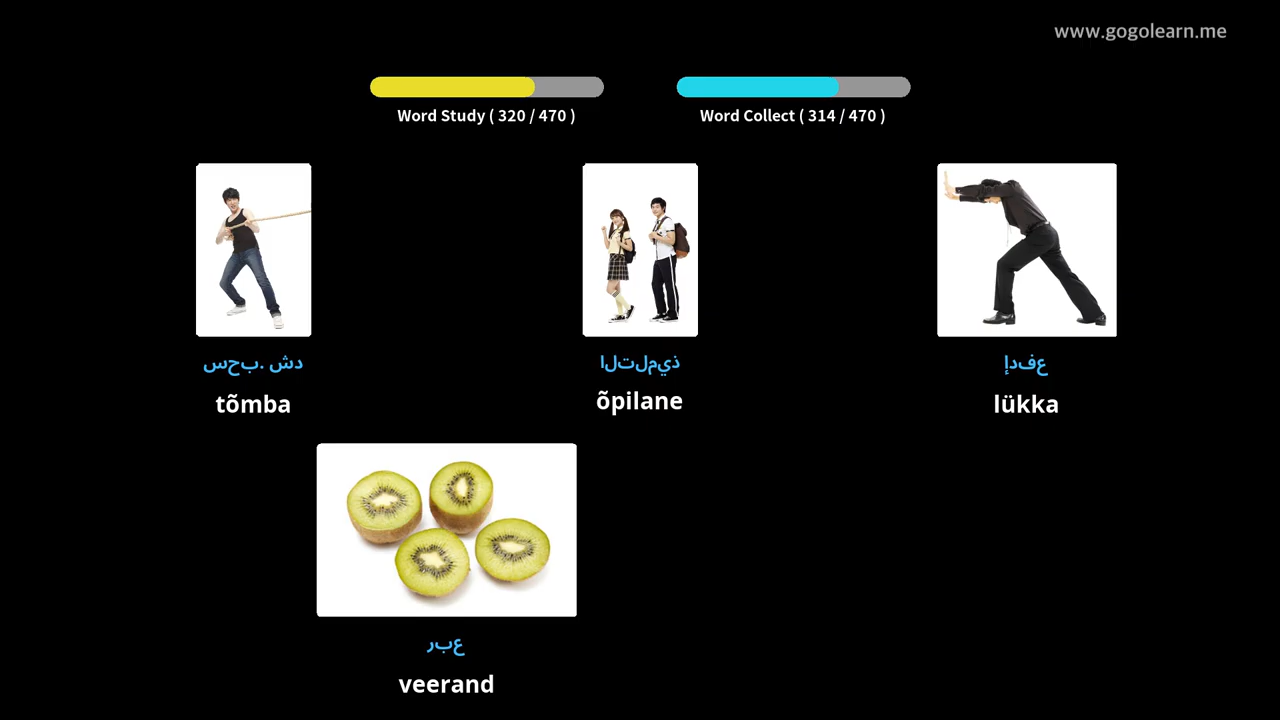 www.gogolearn.me
Word Study ( 320 / 470 )
Word Collect ( 314 / 470 )
سحب. شد
التلميذ
إدفع
tõmba
õpilane
lükka
ربع
veerand